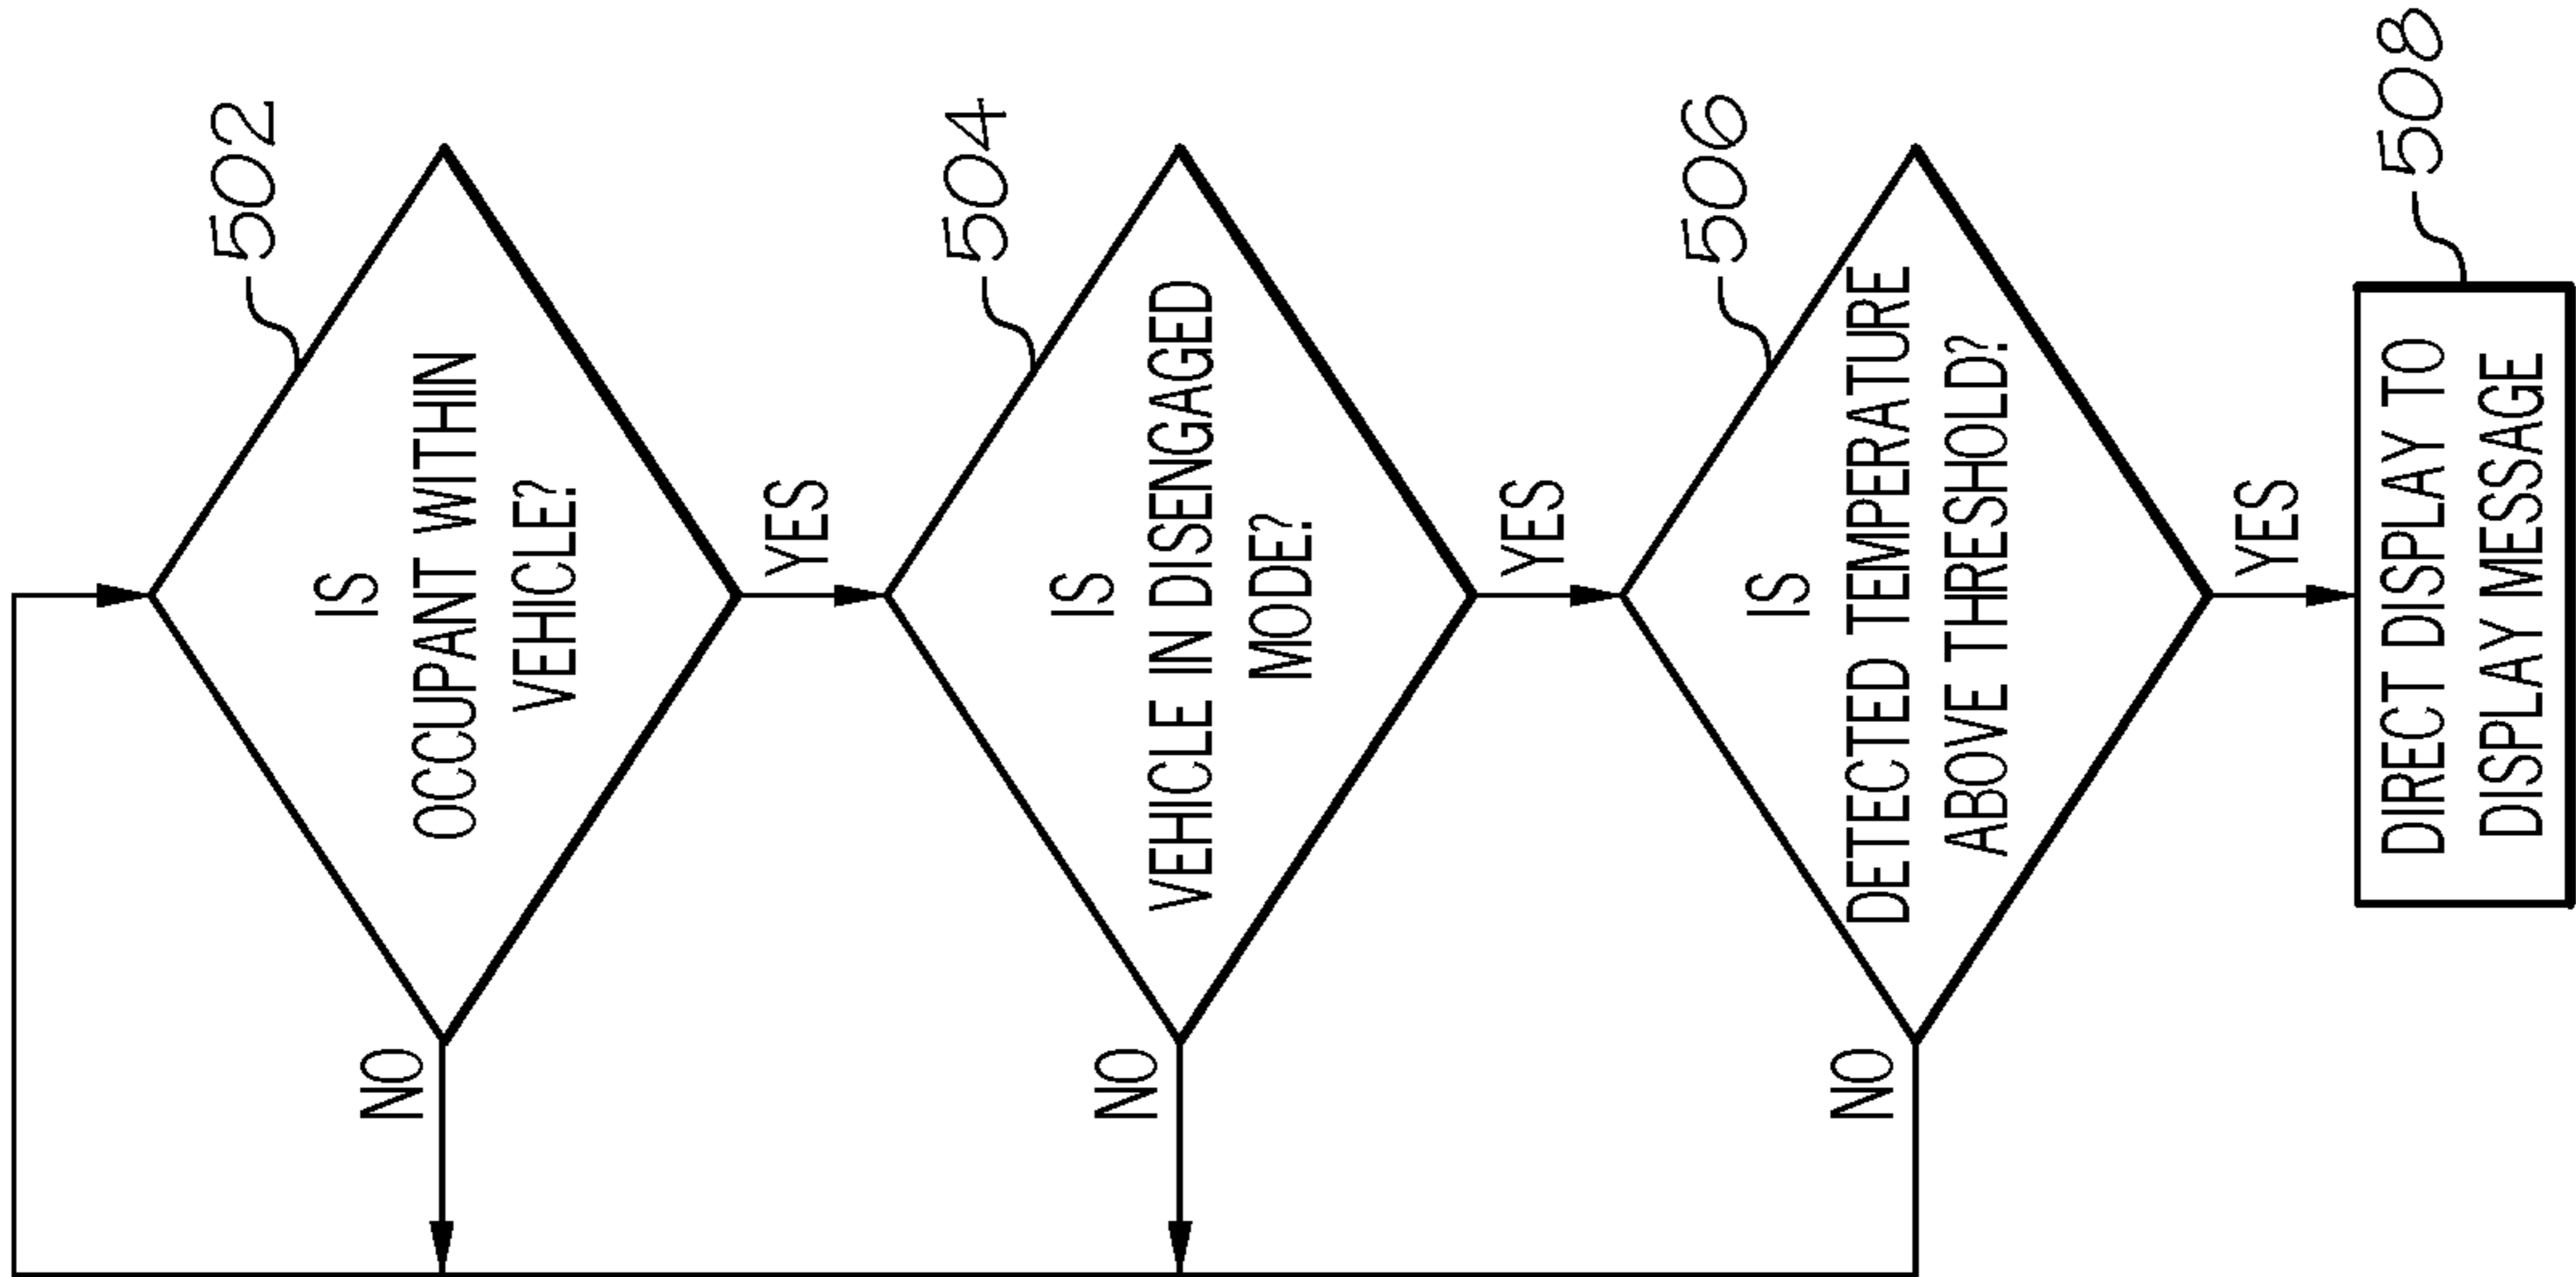 502
IS
OCCUPANT WITHIN
VEHICLE?
NO
YES
504
IS
VEHICLE IN DISENGAGED
MODE?
NO
YES
506
IS
DETECTED TEMPERATURE
ABOVE THRESHOLD?
NO
YES
508
DIRECT DISPLAY TO
DISPLAY MESSAGE